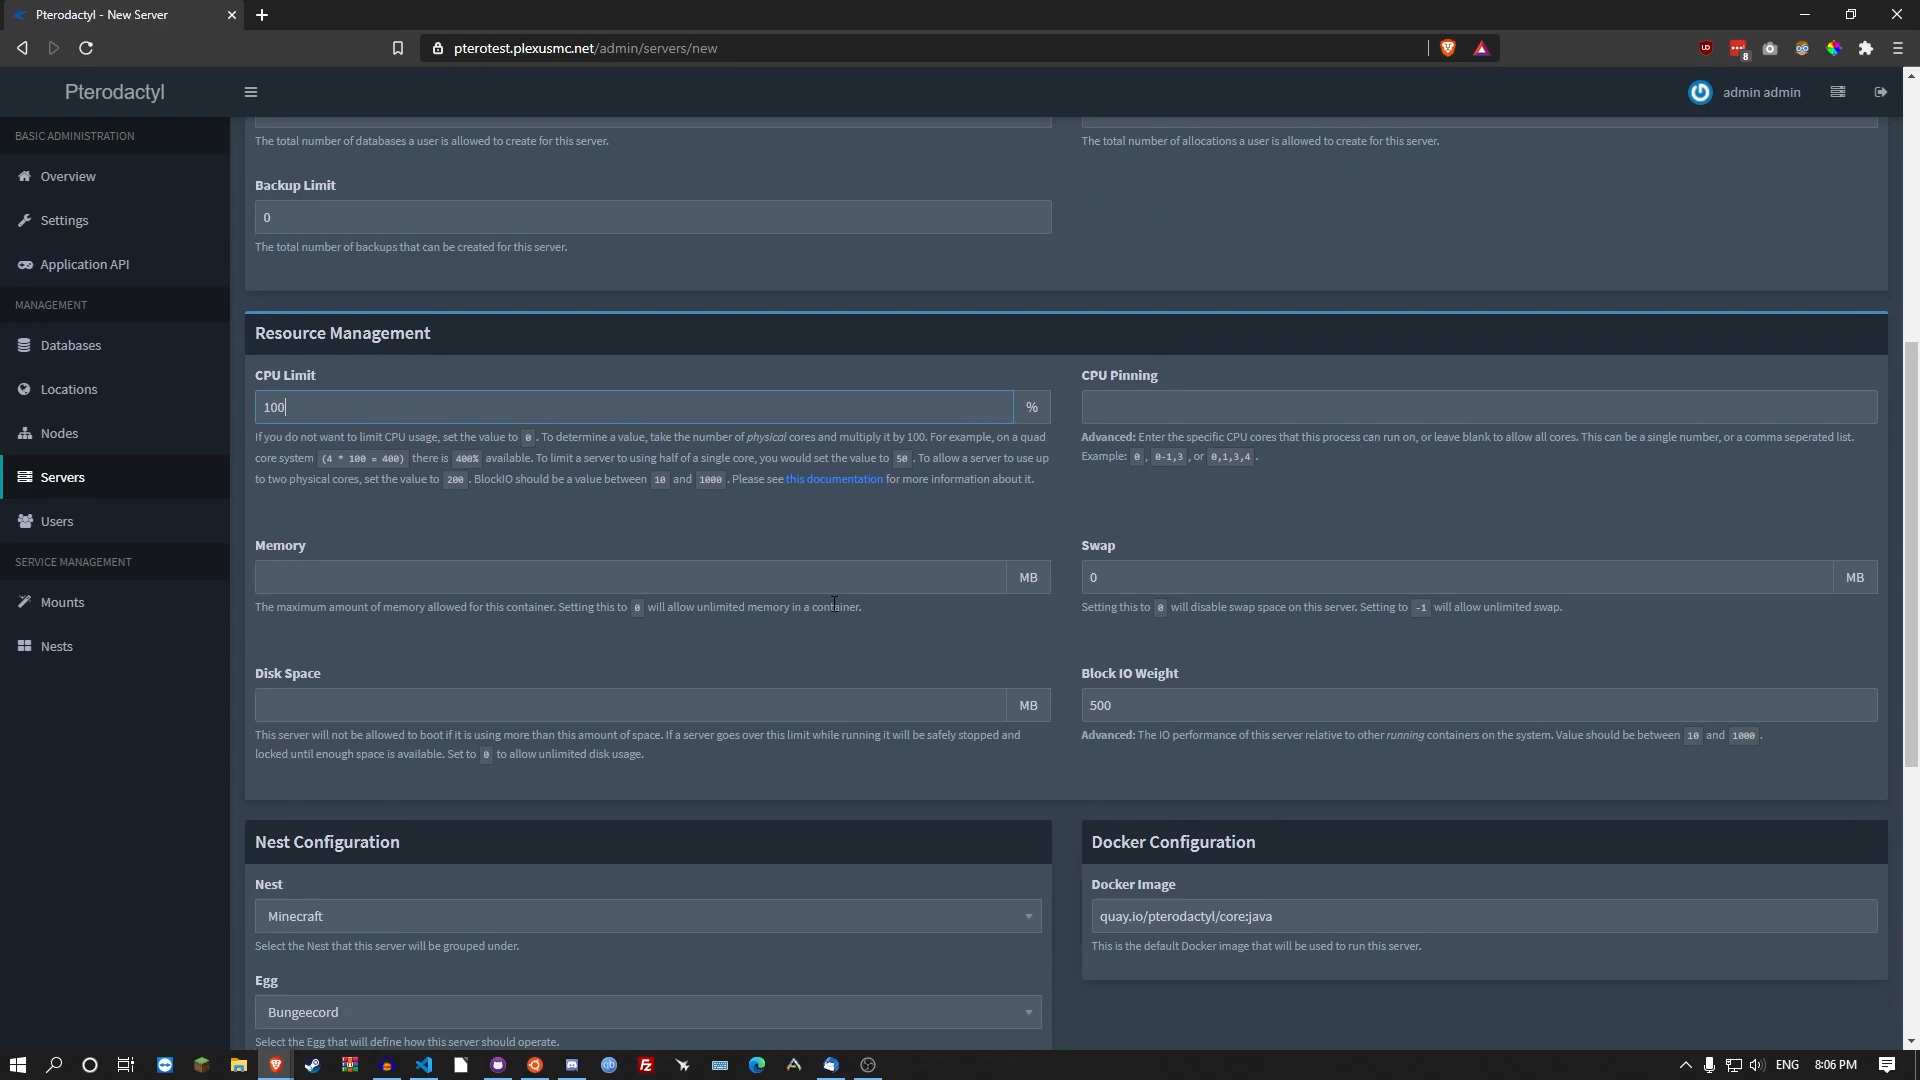 Pterodactyl - New Server
pterotest.plexusmc.net/admin/servers/new
8
Pterodactyl
admin admin
BASIC ADMINISTRATION
Overview
Settings
Application API
MANAGEMENT
Databases
Locations
Nodes
Servers
Users
SERVICE MANAGEMENT
Mounts
Nests
The total number of databases a user is allowed to create for this server.
The total number of allocations a user is allowed to create for this server.
Backup Limit
0
The total number of backups that can be created for this server.
Resource Management
CPU Limit
100 %
If you do not want to limit CPU usage, set the value to 0 . To determine a value, take the number of physical cores and multiply it by 100. For example, on a quad
core system (4 * 100 = 400) there is 400% available. To limit a server to using half of a single core, you would set the value to 50 . To allow a server to use up
to two physical cores, set the value to 200 . BlockIO should be a value between 10 and 1000 . Please see this documentation for more information about it.
CPU Pinning
Advanced: Enter the specific CPU cores that this process can run on, or leave blank to allow all cores. This can be a single number, or a comma seperated list.
Example: 0 , 0-1,3 , or 0,1,3,4 .
Memory
MB
The maximum amount of memory allowed for this container. Setting this to 0 will allow unlimited memory in a container.
Swap
0 MB
Setting this to 0 will disable swap space on this server. Setting to -1 will allow unlimited swap.
Disk Space
MB
This server will not be allowed to boot if it is using more than this amount of space. If a server goes over this limit while running it will be safely stopped and
locked until enough space is available. Set to 0 to allow unlimited disk usage.
Block IO Weight
500
Advanced: The IO performance of this server relative to other running containers on the system. Value should be between 10 and 1000 .
Nest Configuration
Nest
Minecraft
Select the Nest that this server will be grouped under.
Egg
Bungeecord
Select the Egg that will define how this server should operate.
Docker Configuration
Docker Image
quay.io/pterodactyl/core:java
This is the default Docker image that will be used to run this server.
ENG
8:06 PM